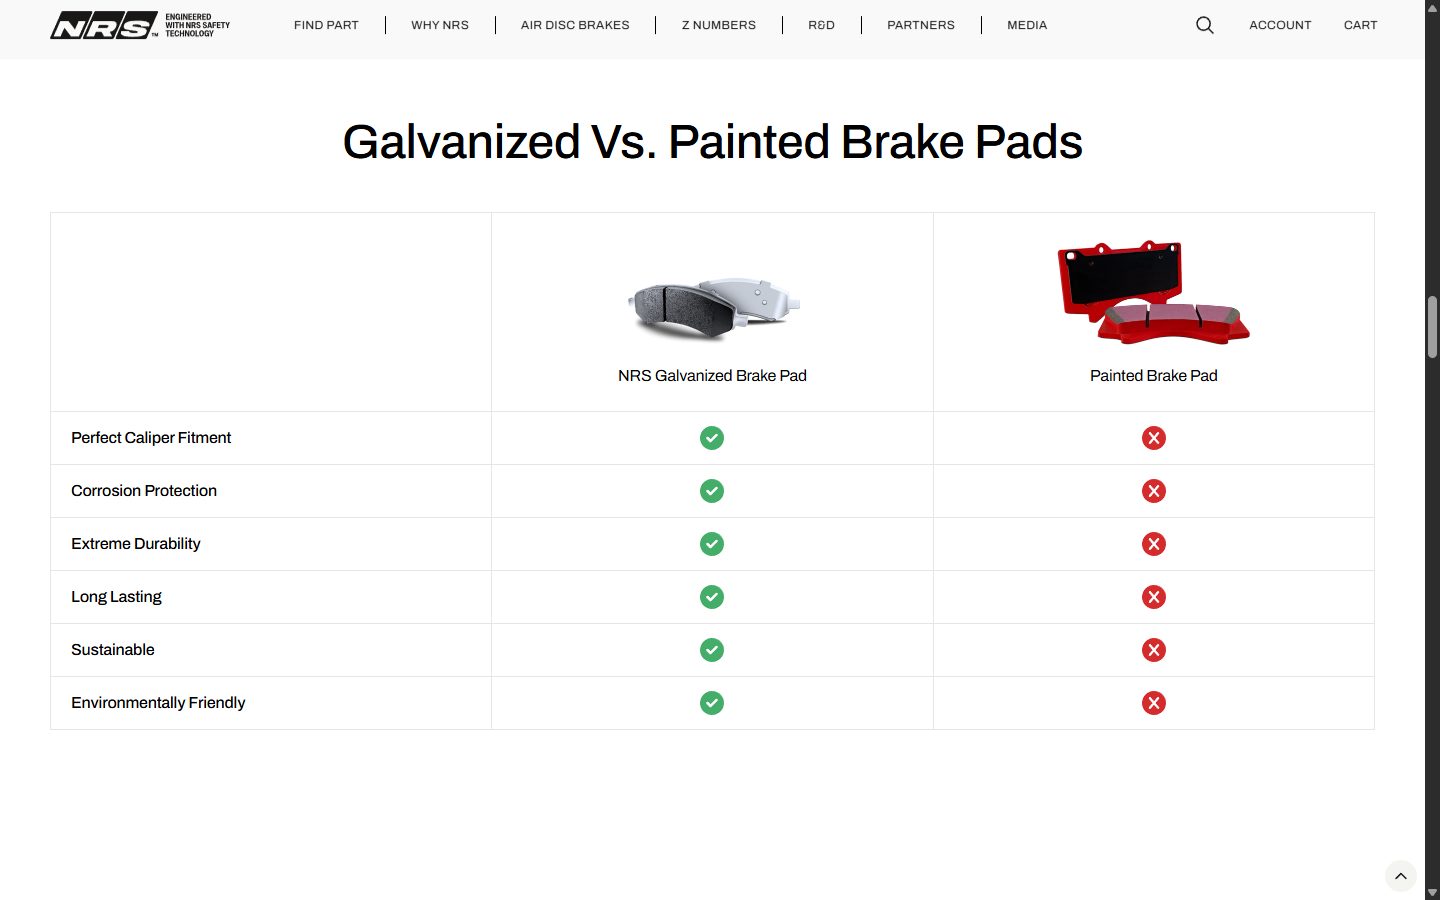 NRS™
ENGINEERED
WITH NRS SAFETY
TECHNOLOGY
FIND PART
WHY NRS
AIR DISC BRAKES
Z NUMBERS
R&D
PARTNERS
MEDIA
ACCOUNT
CART
Galvanized Vs. Painted Brake Pads
NRS Galvanized Brake Pad
Painted Brake Pad
Perfect Caliper Fitment
Corrosion Protection
Extreme Durability
Long Lasting
Sustainable
Environmentally Friendly